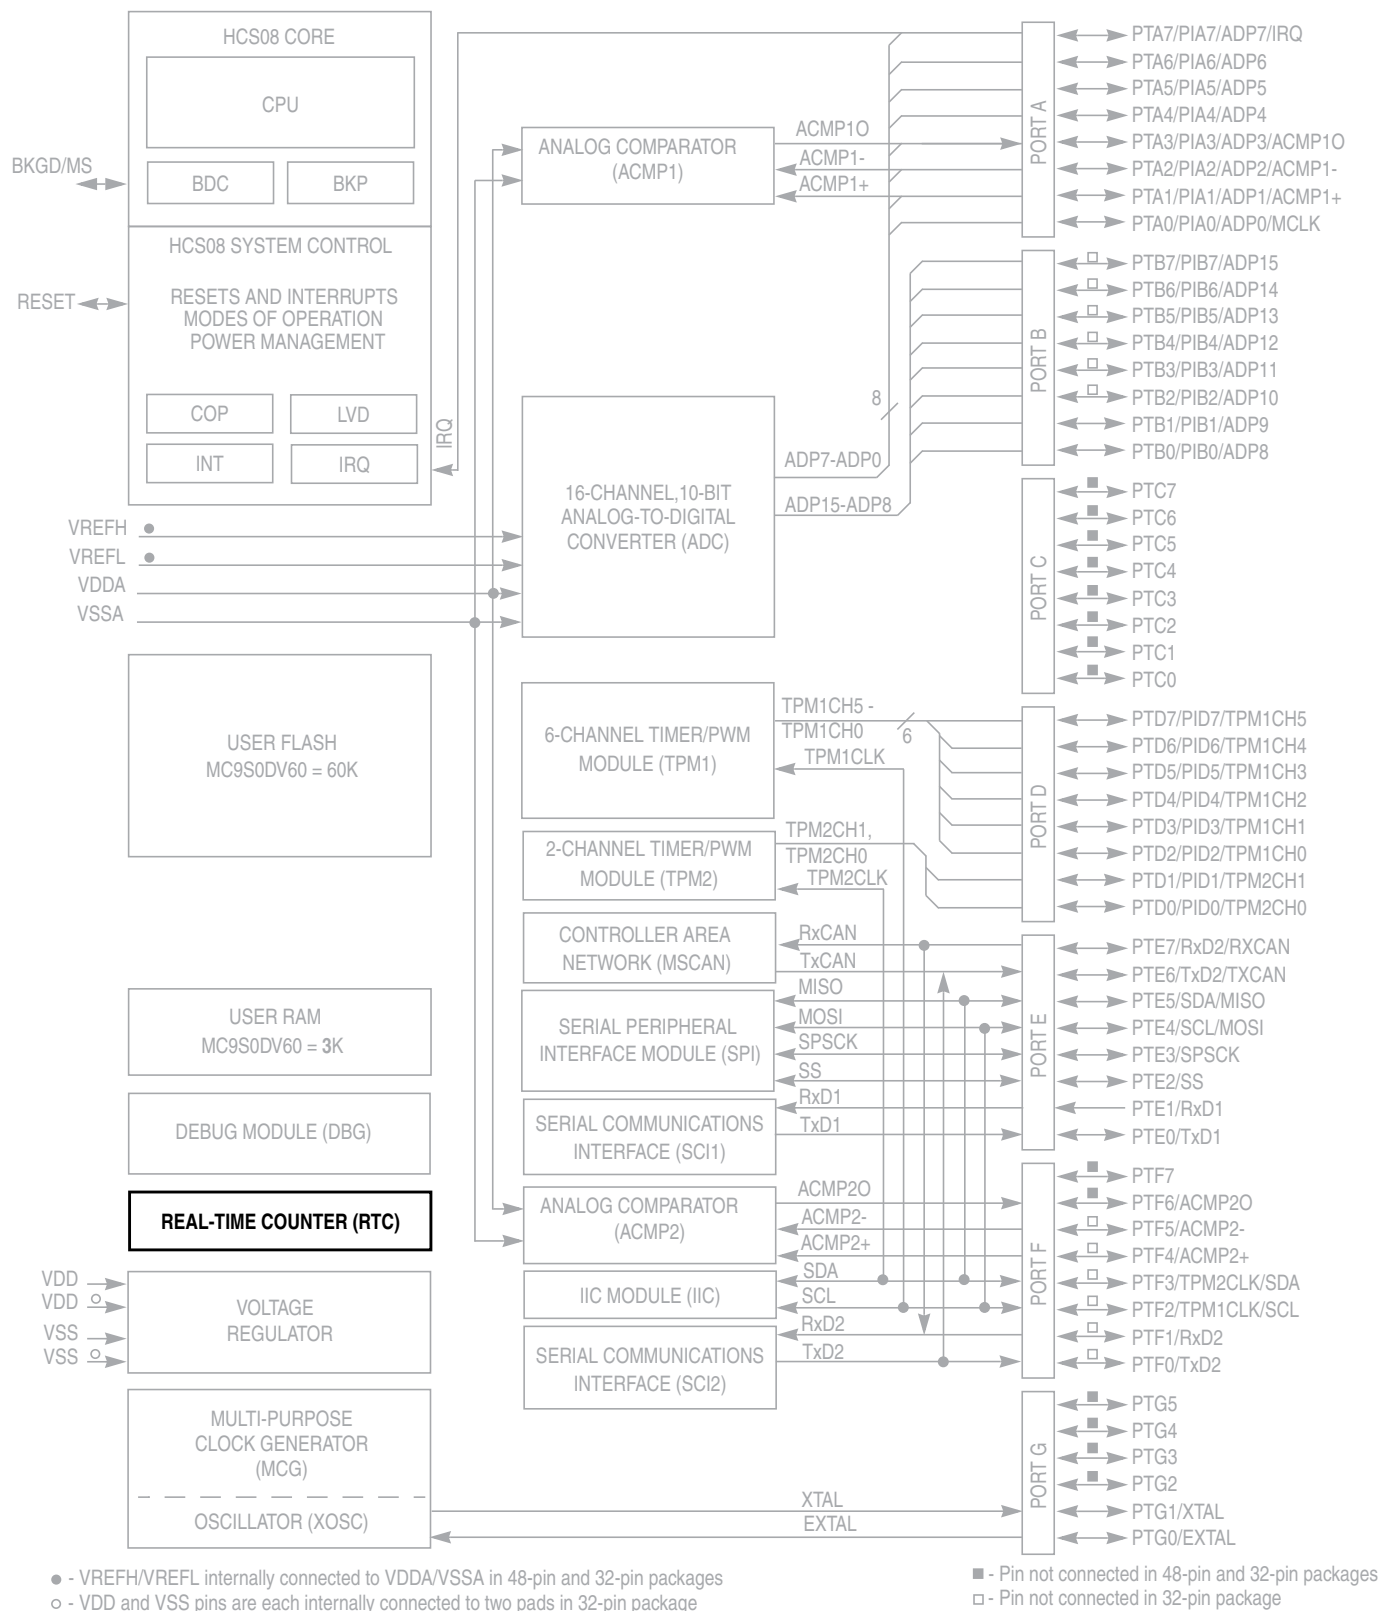 HCS08 CORE
CPU
BDC
BKP
BKGD/MS
HCS08 SYSTEM CONTROL
RESETS AND INTERRUPTS
MODES OF OPERATION
POWER MANAGEMENT
RESET
COP
LVD
INT
IRQ
IRQ
VREFH
VREFL
VDDA
VSSA
USER FLASH
MC9S0DV60 = 60K
USER RAM
MC9S0DV60 = 3K
DEBUG MODULE (DBG)
REAL-TIME COUNTER (RTC)
VDD
VDD
VSS
VSS
VOLTAGE
REGULATOR
MULTI-PURPOSE
CLOCK GENERATOR
(MCG)
OSCILLATOR (XOSC)
ANALOG COMPARATOR
(ACMP1)
ACMP1O
ACMP1-
ACMP1+
16-CHANNEL,10-BIT
ANALOG-TO-DIGITAL
CONVERTER (ADC)
8
ADP7-ADP0
ADP15-ADP8
6-CHANNEL TIMER/PWM
MODULE (TPM1)
TPM1CH5 -
TPM1CH0
6
TPM1CLK
2-CHANNEL TIMER/PWM
MODULE (TPM2)
TPM2CH1,
TPM2CH0
TPM2CLK
CONTROLLER AREA
NETWORK (MSCAN)
RxCAN
TxCAN
SERIAL PERIPHERAL
INTERFACE MODULE (SPI)
MISO
MOSI
SPSCK
SS
SERIAL COMMUNICATIONS
INTERFACE (SCI1)
RxD1
TxD1
ANALOG COMPARATOR
(ACMP2)
ACMP2O
ACMP2-
ACMP2+
IIC MODULE (IIC)
SDA
SCL
SERIAL COMMUNICATIONS
INTERFACE (SCI2)
RxD2
TxD2
XTAL
EXTAL
PORT A
PTA7/PIA7/ADP7/IRQ
PTA6/PIA6/ADP6
PTA5/PIA5/ADP5
PTA4/PIA4/ADP4
PTA3/PIA3/ADP3/ACMP1O
PTA2/PIA2/ADP2/ACMP1-
PTA1/PIA1/ADP1/ACMP1+
PTA0/PIA0/ADP0/MCLK
PORT B
PTB7/PIB7/ADP15
PTB6/PIB6/ADP14
PTB5/PIB5/ADP13
PTB4/PIB4/ADP12
PTB3/PIB3/ADP11
PTB2/PIB2/ADP10
PTB1/PIB1/ADP9
PTB0/PIB0/ADP8
PORT C
PTC7
PTC6
PTC5
PTC4
PTC3
PTC2
PTC1
PTC0
PORT D
PTD7/PID7/TPM1CH5
PTD6/PID6/TPM1CH4
PTD5/PID5/TPM1CH3
PTD4/PID4/TPM1CH2
PTD3/PID3/TPM1CH1
PTD2/PID2/TPM1CH0
PTD1/PID1/TPM2CH1
PTD0/PID0/TPM2CH0
PORT E
PTE7/RxD2/RXCAN
PTE6/TxD2/TXCAN
PTE5/SDA/MISO
PTE4/SCL/MOSI
PTE3/SPSCK
PTE2/SS
PTE1/RxD1
PTE0/TxD1
PORT F
PTF7
PTF6/ACMP2O
PTF5/ACMP2-
PTF4/ACMP2+
PTF3/TPM2CLK/SDA
PTF2/TPM1CLK/SCL
PTF1/RxD2
PTF0/TxD2
PORT G
PTG5
PTG4
PTG3
PTG2
PTG1/XTAL
PTG0/EXTAL
● - VREFH/VREFL internally connected to VDDA/VSSA in 48-pin and 32-pin packages
○ - VDD and VSS pins are each internally connected to two pads in 32-pin package
■ - Pin not connected in 48-pin and 32-pin packages
□ - Pin not connected in 32-pin package